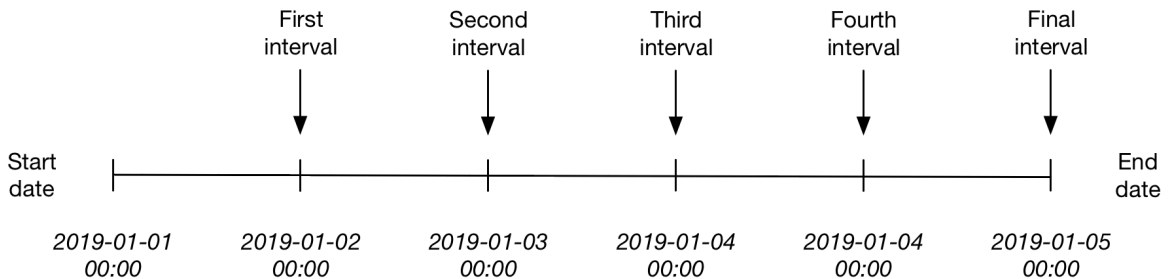 First
interval
Second
interval
Third
interval
Fourth
interval
Final
interval
Start
date
End
date
2019-01-01
00:00
2019-01-02
00:00
2019-01-03
00:00
2019-01-04
00:00
2019-01-04
00:00
2019-01-05
00:00